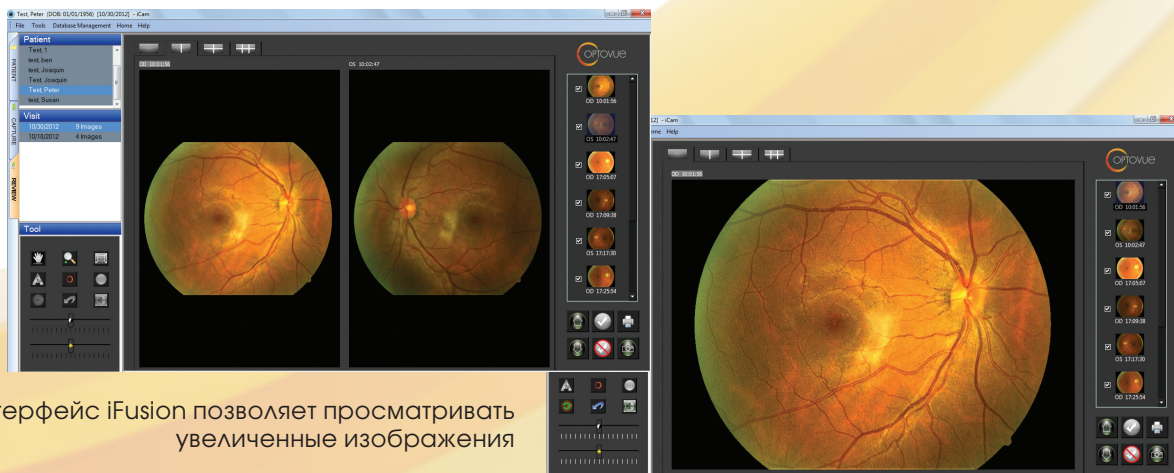 Test, Peter (DOB: 01/01/1956) [10/30/2012] - iCam
File Tools Database Management Home Help
Patient
Test, 1
test, ben
test, Joaquin
Test, Joaquin
Test, Peter
test, Susan
PATIENT
CAPTURE
REVIEW
Visit
10/30/2012 9 Images
10/18/2012 4 Images
Tool
OD 10:01:56
OS 10:02:47
OPTOVUE
OD 10:01:56
OS 10:02:47
OD 17:05:07
OD 17:09:38
OS 17:17:30
OD 17:25:54
12] - iCam
me Help
OD 10:01:56
OPTOVUE
OD 10:01:56
OS 10:02:47
OD 17:05:07
OD 17:09:38
OS 17:17:30
OD 17:25:54
терфейс iFusion позволяет просматривать
увеличенные изображения